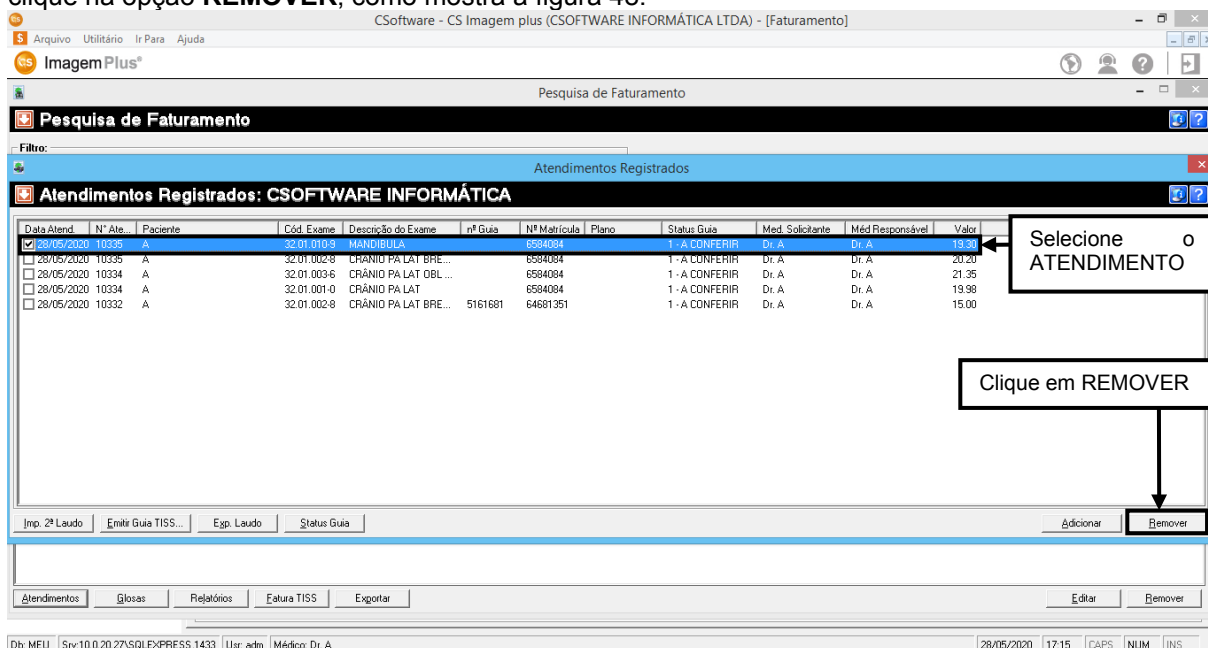 clique na opção REMOVER, como mostra a figura 48.
CSoftware - CS Imagem plus (CSOFTWARE INFORMÁTICA LTDA) - [Faturamento]
Arquivo Utilitário Ir Para Ajuda
cs ImagemPlus®
Pesquisa de Faturamento
Pesquisa de Faturamento
Filtro:
Atendimentos Registrados
Atendimentos Registrados: CSOFTWARE INFORMÁTICA
Data Atend. N° Ate... Paciente Cód. Exame Descrição do Exame nº Guia Nº Matrícula Plano Status Guia Med. Solicitante Méd Responsável Valor
28/05/2020 10335 A 32.01.010-9 MANDIBULA 6584084 1 - A CONFERIR Dr. A Dr. A 19.30
28/05/2020 10335 A 32.01.002-8 CRÂNIO PA LAT BRE... 6584084 1 - A CONFERIR Dr. A Dr. A 20.20
28/05/2020 10334 A 32.01.003-6 CRÂNIO PA LAT OBL ... 6584084 1 - A CONFERIR Dr. A Dr. A 21.35
28/05/2020 10334 A 32.01.001-0 CRÂNIO PA LAT 6584084 1 - A CONFERIR Dr. A Dr. A 19.98
28/05/2020 10332 A 32.01.002-8 CRÂNIO PA LAT BRE... 5161681 64681351 1 - A CONFERIR Dr. A Dr. A 15.00
Selecione o
ATENDIMENTO
Clique em REMOVER
Imp. 2ª Laudo Emitir Guia TISS... Exp. Laudo Status Guia Adicionar Remover
Atendimentos Glosas Relatórios Fatura TISS Exportar Editar Remover
Db: MEU Srv:10.0.20.27\SQLEXPRESS,1433 Usr: adm Médico: Dr. A 28/05/2020 17:15 CAPS NUM INS